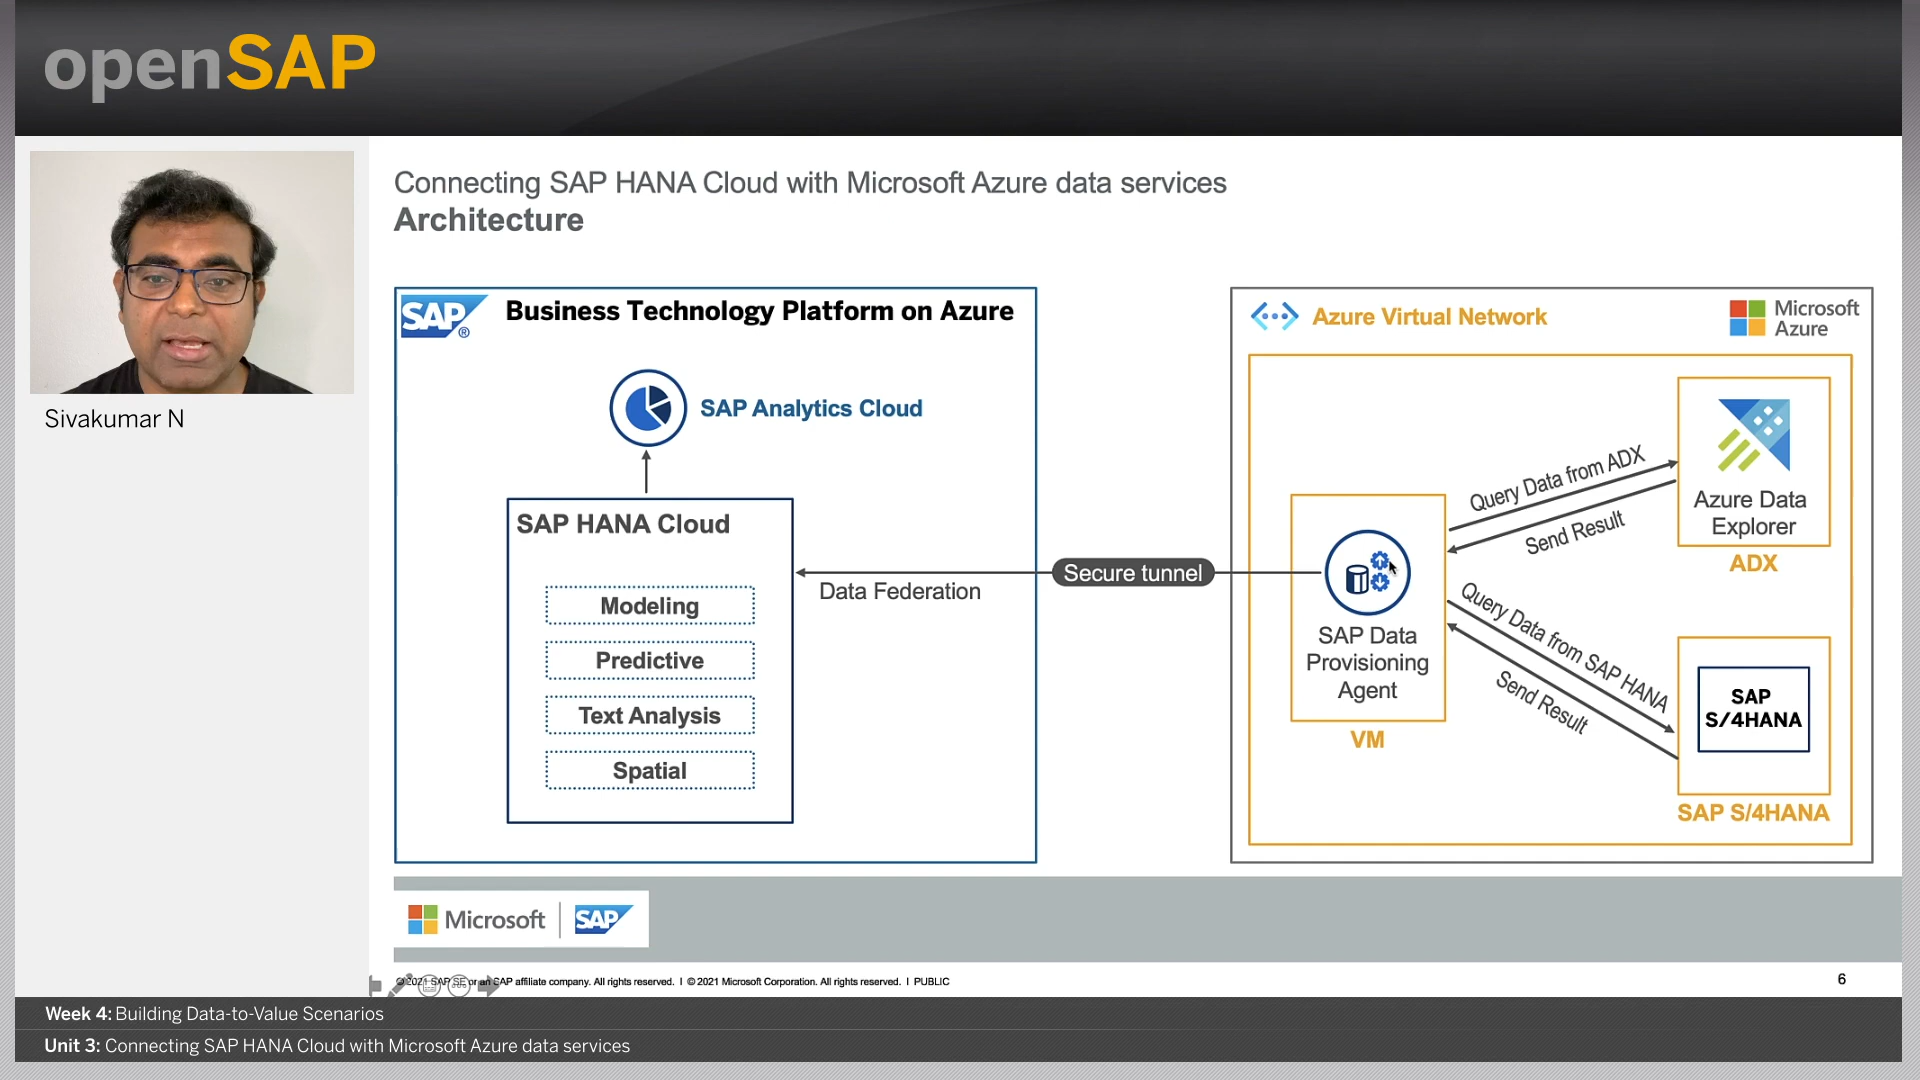 openSAP
Sivakumar N
Connecting SAP HANA Cloud with Microsoft Azure data services
Architecture
SAP®
Business Technology Platform on Azure
SAP Analytics Cloud
SAP HANA Cloud
Modeling
Predictive
Text Analysis
Spatial
Data Federation
Secure tunnel
Azure Virtual Network
Microsoft
Azure
SAP Data
Provisioning
Agent
VM
Query Data from ADX
Send Result
Azure Data
Explorer
ADX
Query Data from SAP HANA
Send Result
SAP
S/4HANA
SAP S/4HANA
Microsoft
SAP
© 2021 SAP SE or an SAP affiliate company. All rights reserved. I © 2021 Microsoft Corporation. All rights reserved. I PUBLIC
6
Week 4: Building Data-to-Value Scenarios
Unit 3: Connecting SAP HANA Cloud with Microsoft Azure data services